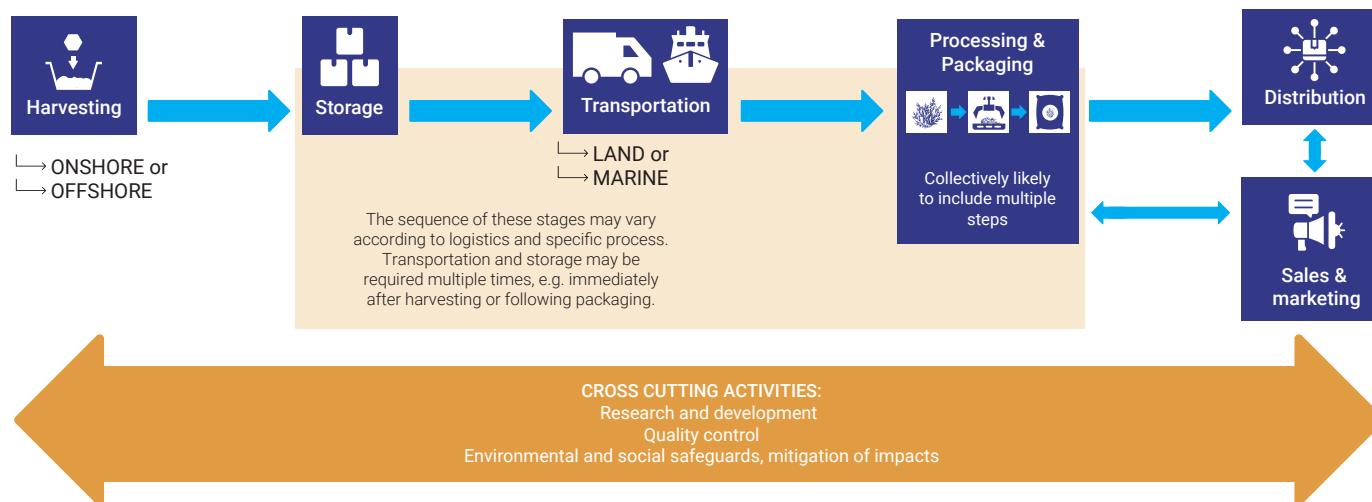 Harvesting
ONSHORE or
OFFSHORE
Storage
Transportation
LAND or
MARINE
The sequence of these stages may vary
according to logistics and specific process.
Transportation and storage may be
required multiple times, e.g. immediately
after harvesting or following packaging.
Processing &
Packaging
Collectively likely
to include multiple
steps
Distribution
Sales &
marketing
CROSS CUTTING ACTIVITIES:
Research and development
Quality control
Environmental and social safeguards, mitigation of impacts